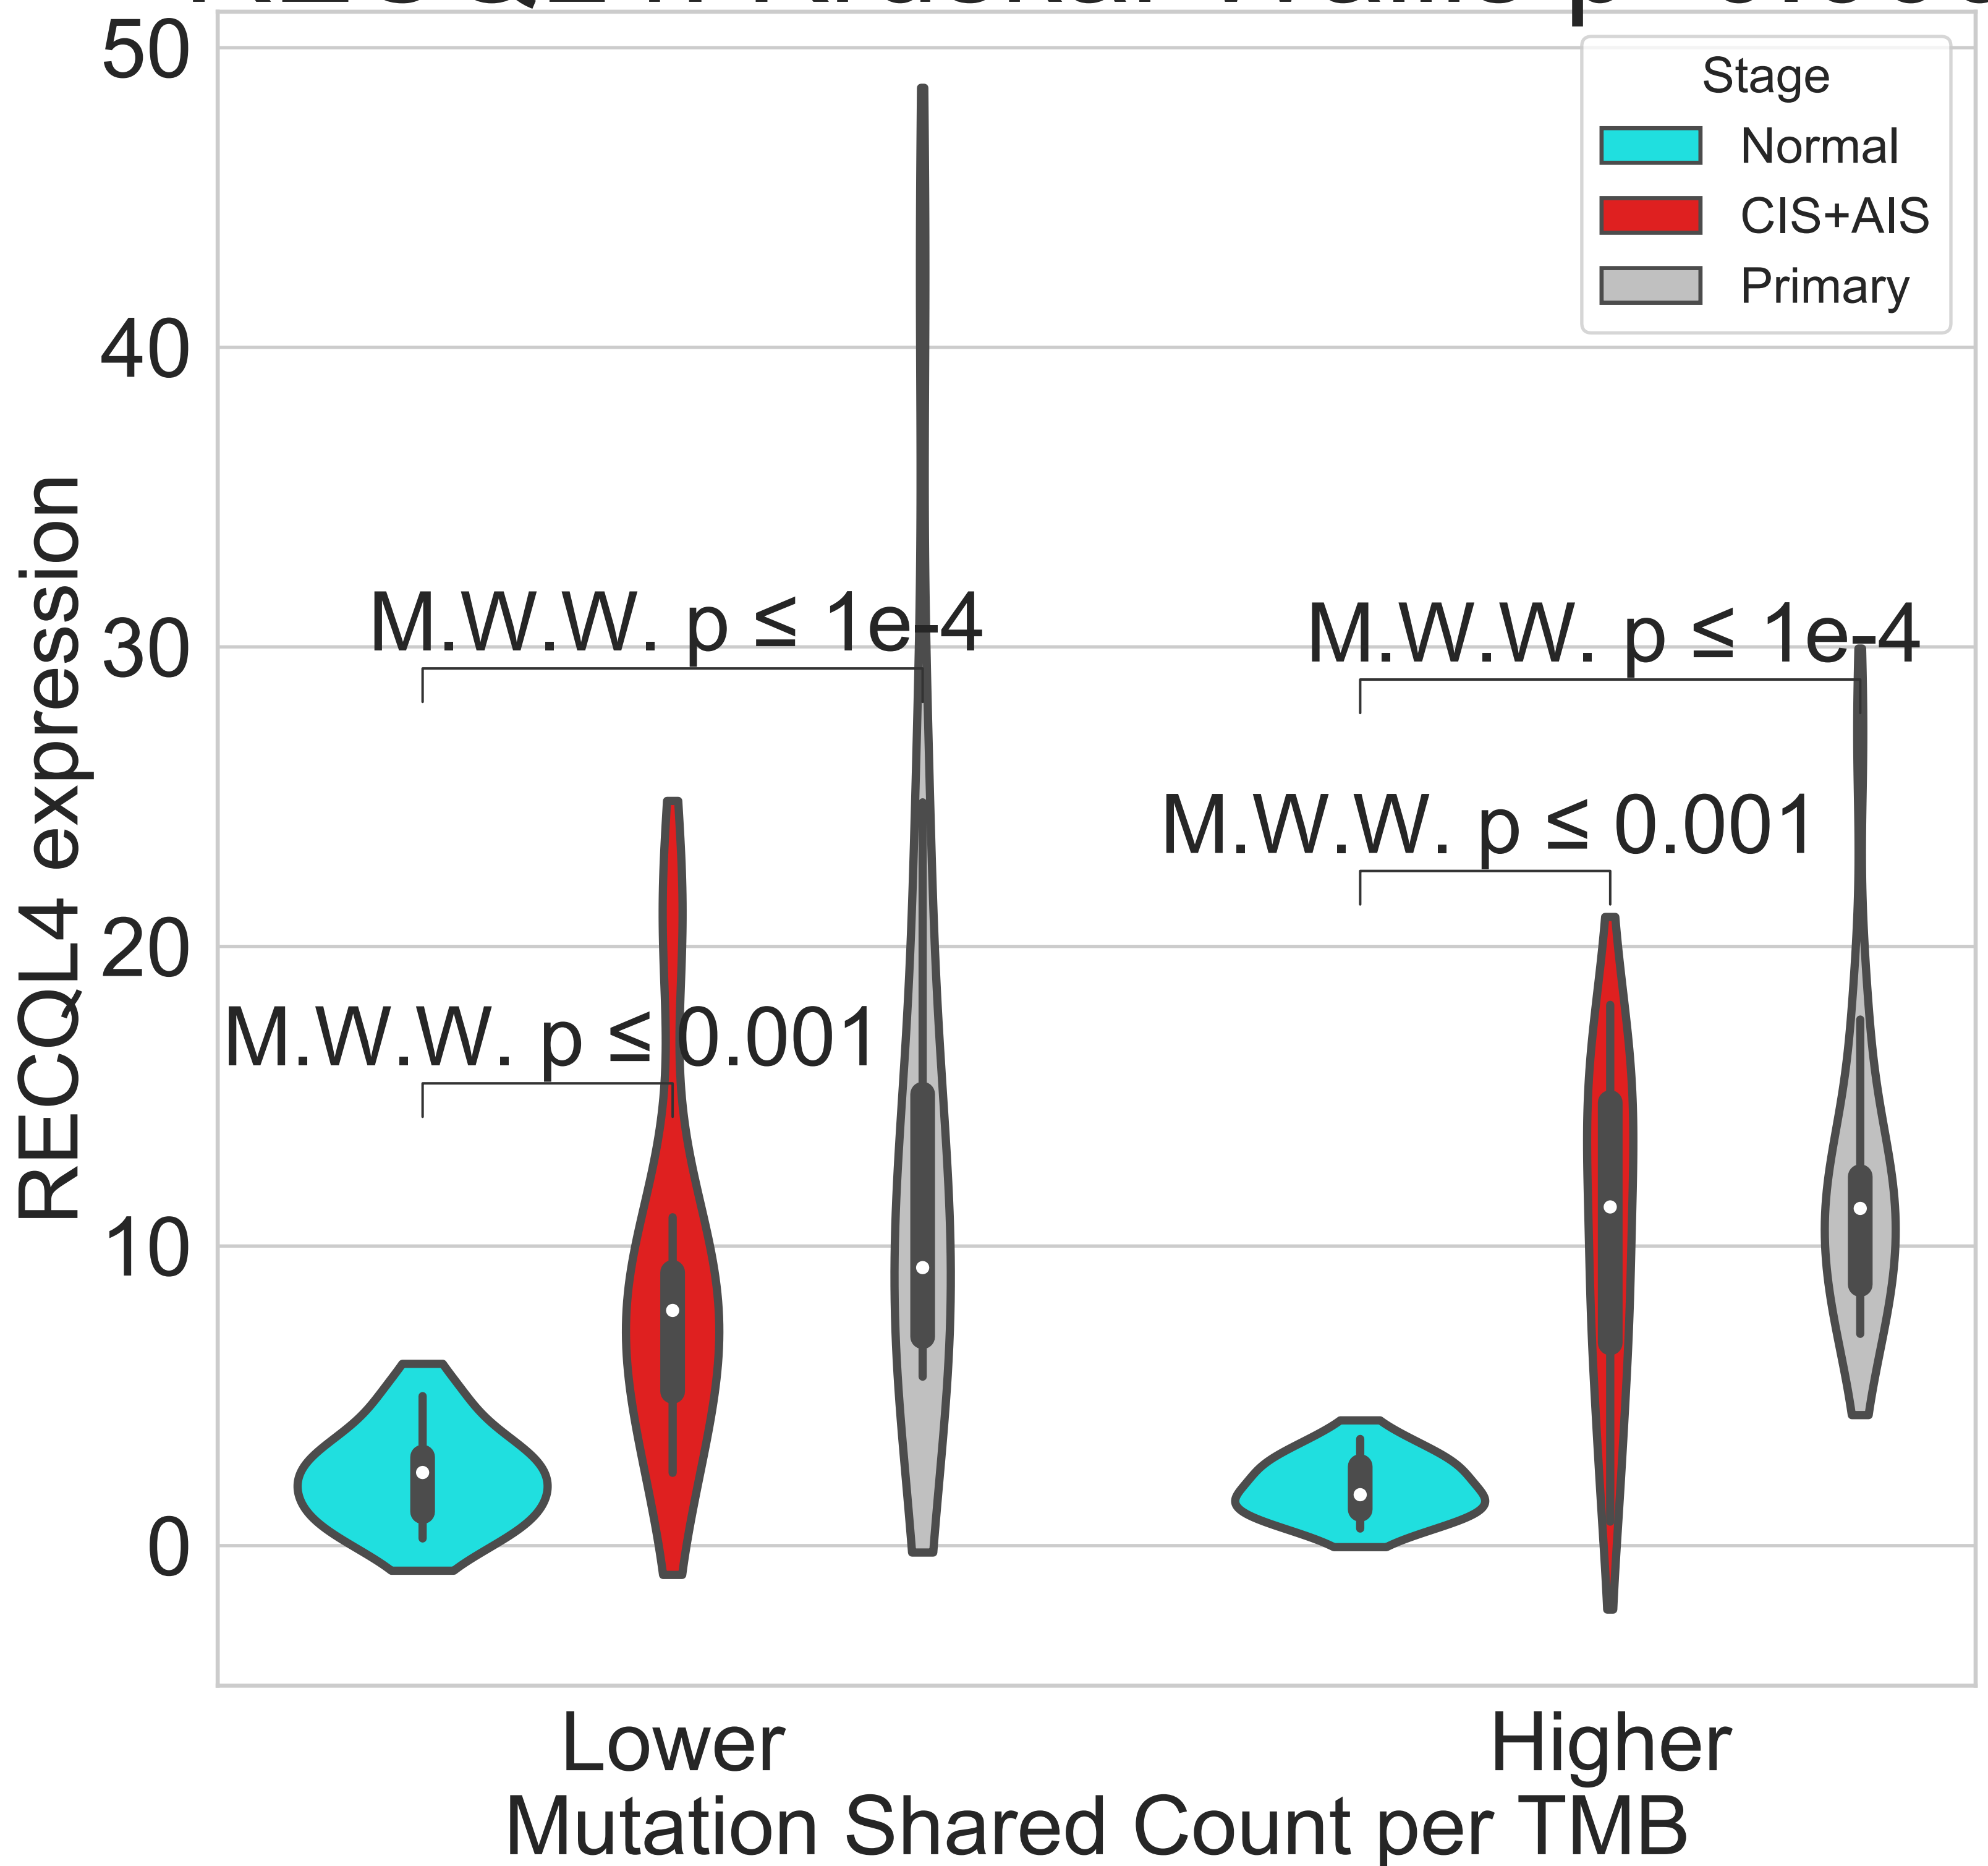 50
40
30
20
10
0
RECQL4 expression
Stage
Normal
CIS+AIS
Primary
M.W.W. p ≤ 1e-4
M.W.W. p ≤ 1e-4
M.W.W. p ≤ 0.001
M.W.W. p ≤ 0.001
Lower
Higher
Mutation Shared Count per TMB